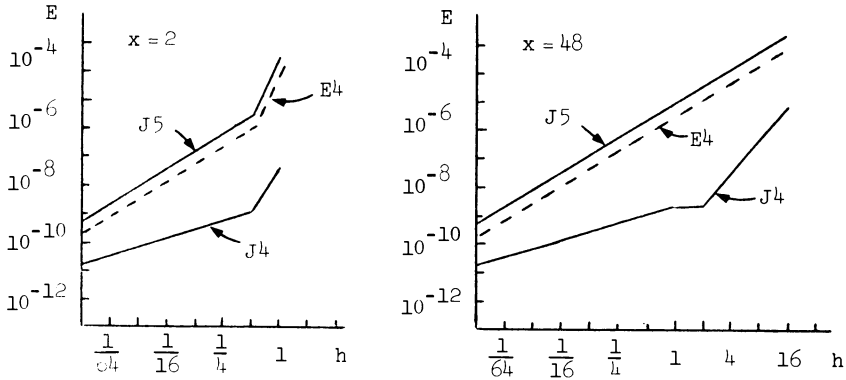 E
x = 2
10⁻⁴
10⁻⁶
10⁻⁸
10⁻¹⁰
10⁻¹²
J5
E4
J4
1/64 1/16 1/4 1 h
E
x = 48
10⁻⁴
10⁻⁶
10⁻⁸
10⁻¹⁰
10⁻¹²
J5
E4
J4
1/64 1/16 1/4 1 4 16 h